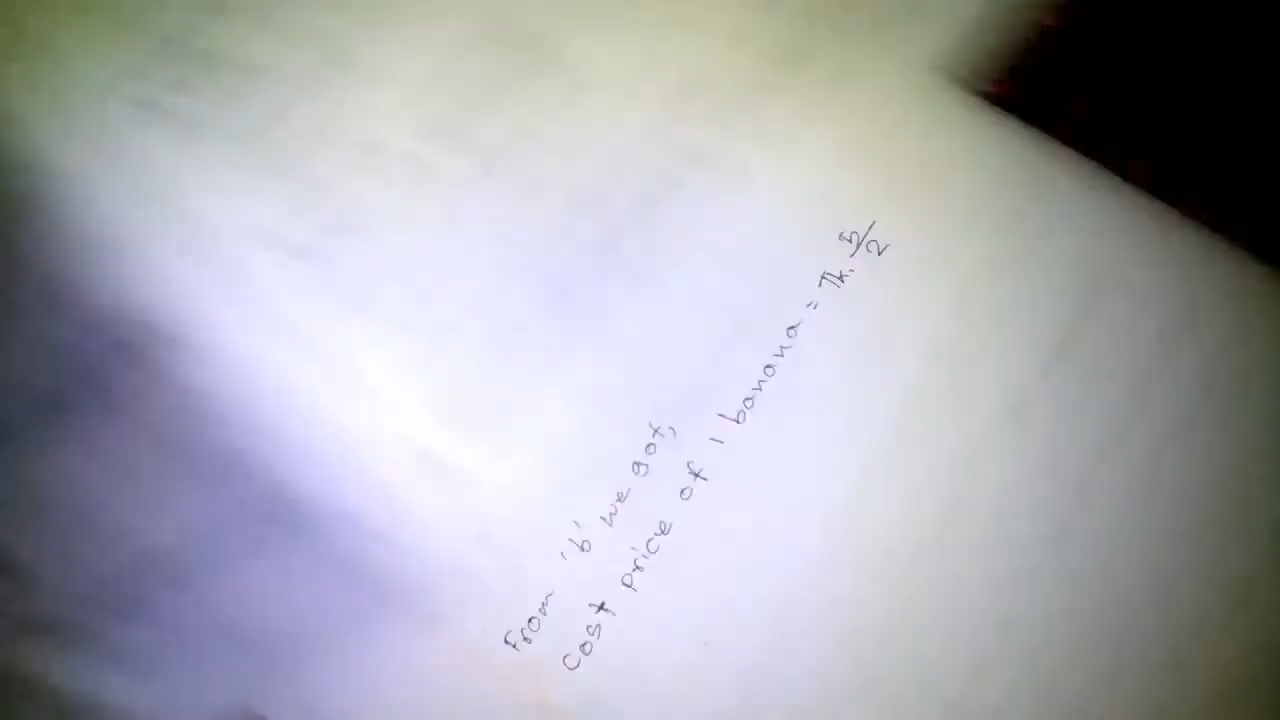 From 'b' we got,
Cost price of 1 banana = Tk. 5/2